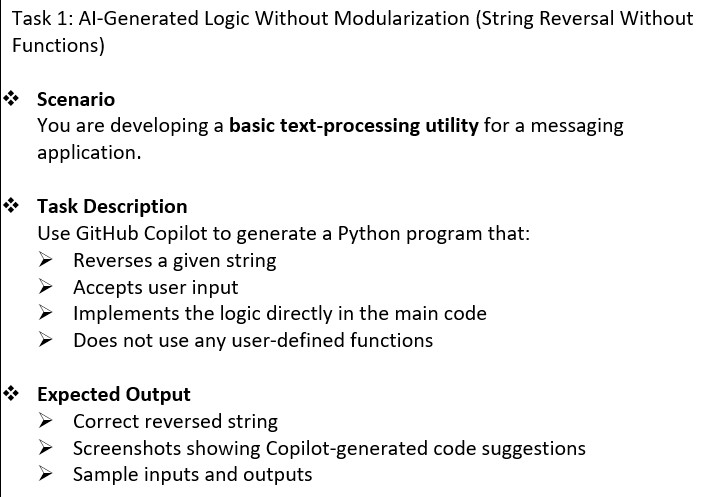 Task 1: AI-Generated Logic Without Modularization (String Reversal Without
Functions)
❖ Scenario
You are developing a basic text-processing utility for a messaging
application.
❖ Task Description
Use GitHub Copilot to generate a Python program that:
➢ Reverses a given string
➢ Accepts user input
➢ Implements the logic directly in the main code
➢ Does not use any user-defined functions
❖ Expected Output
➢ Correct reversed string
➢ Screenshots showing Copilot-generated code suggestions
➢ Sample inputs and outputs